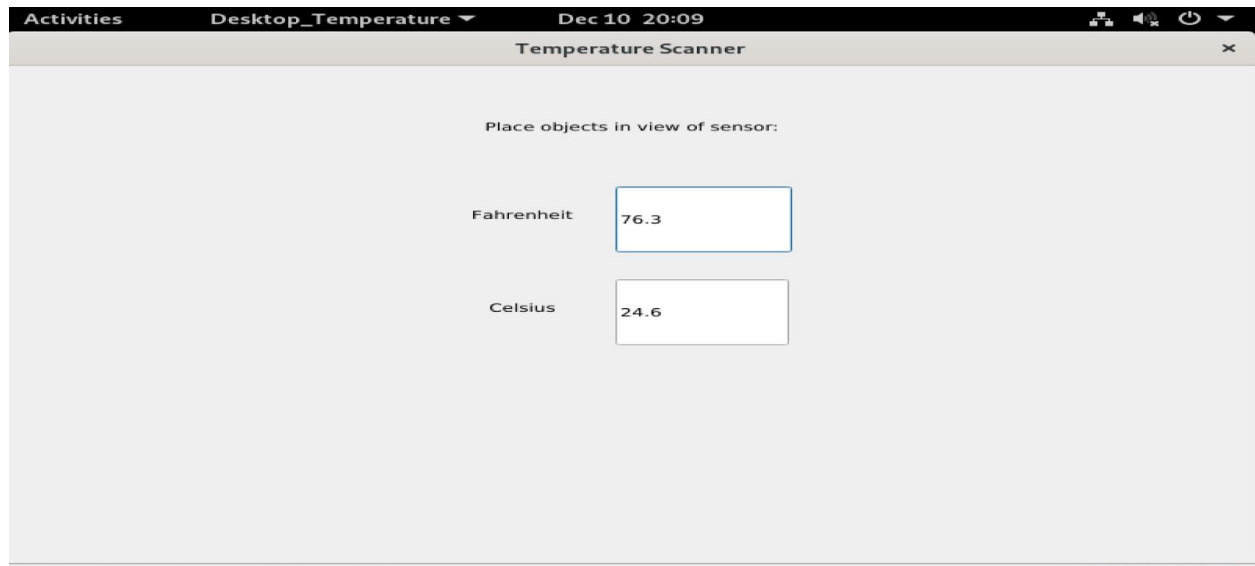 Activities Desktop_Temperature Dec 10 20:09
Temperature Scanner
Place objects in view of sensor:
Fahrenheit 76.3
Celsius 24.6